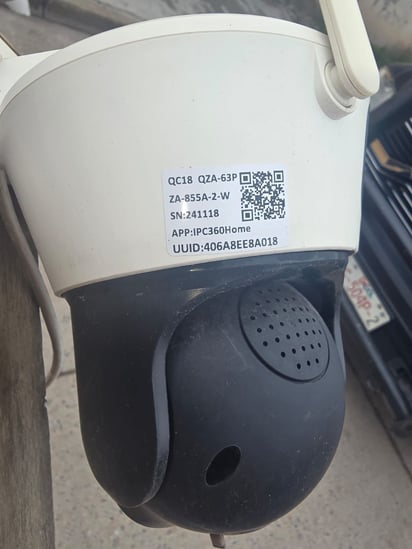 QC18 QZA-63P
ZA-855A-2-W
SN:241118
APP:IPC360Home
UUID:406A8EE8A018